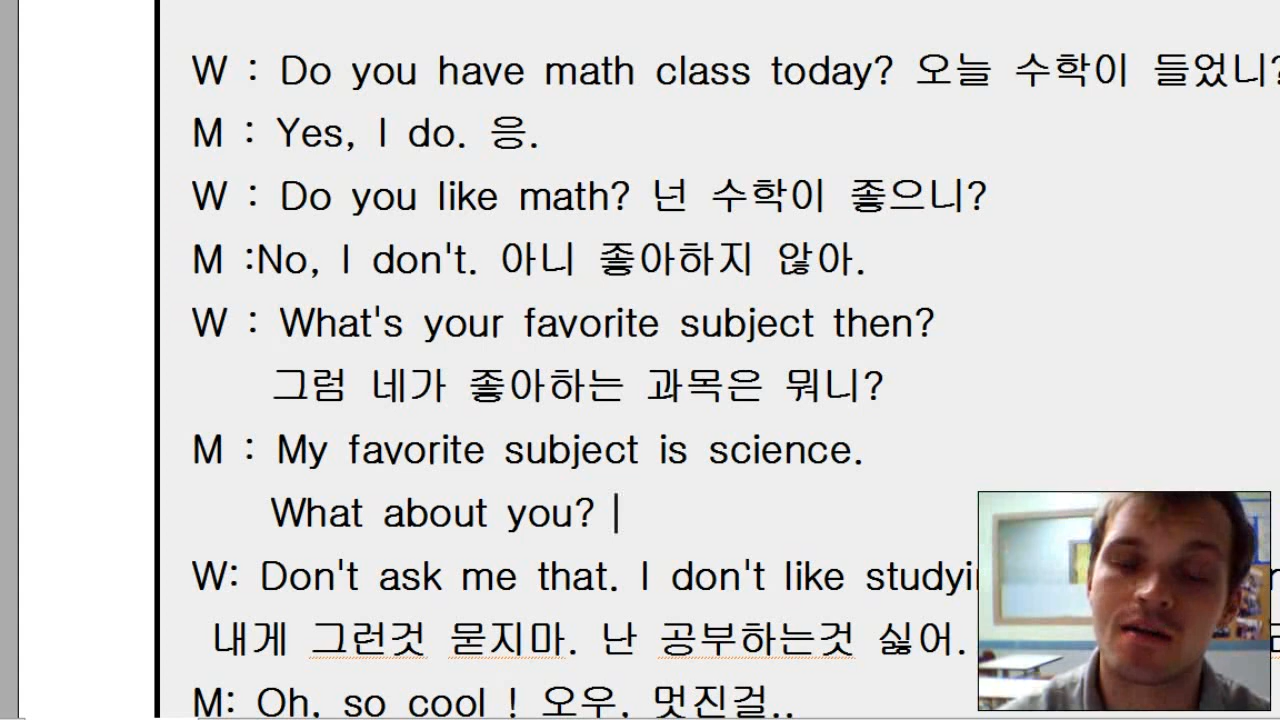 W : Do you have math class today? 오늘 수학이 들었니?
M : Yes, I do. 응.
W : Do you like math? 넌 수학이 좋으니?
M :No, I don't. 아니 좋아하지 않아.
W : What's your favorite subject then?
그럼 네가 좋아하는 과목은 뭐니?
M : My favorite subject is science.
What about you?
W: Don't ask me that. I don't like
내게 그런것 묻지마. 난 공부하는것 싫어.
M: Oh, so cool ! 오우, 멋진걸..